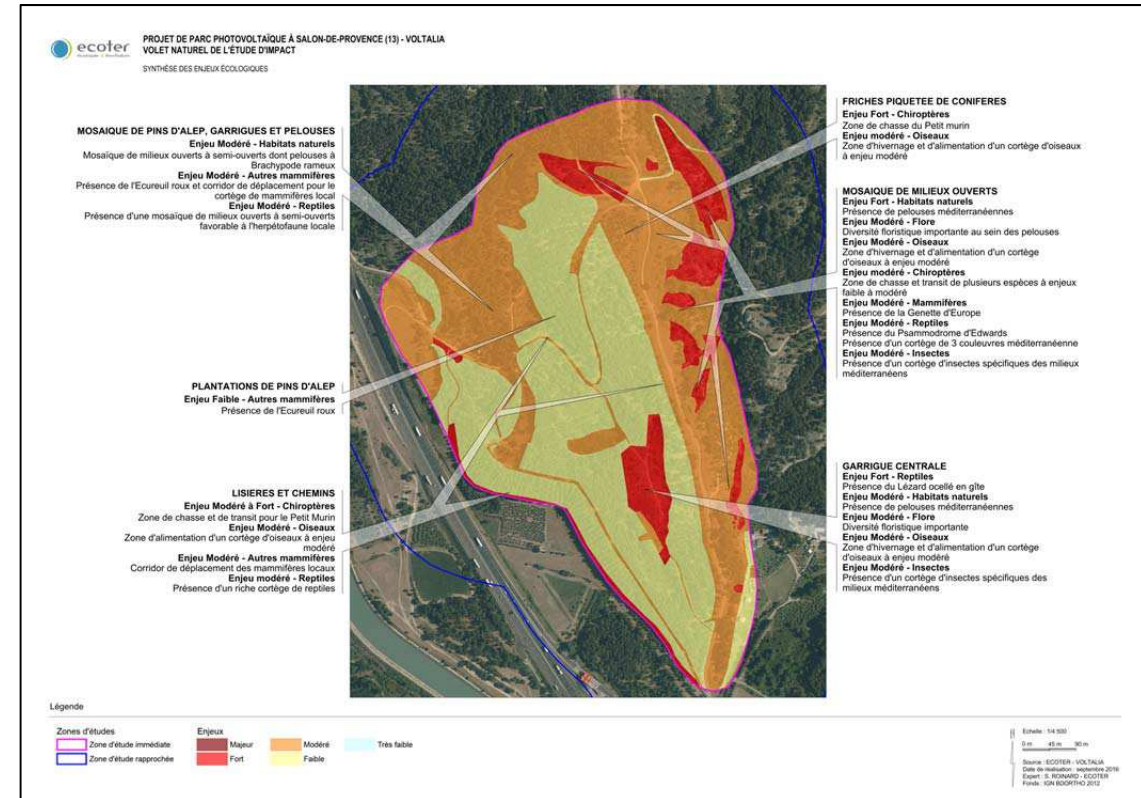 ecoter
PROJET DE PARC PHOTOVOLTAÏQUE À SALON-DE-PROVENCE (13) - VOLTALIA
VOLET NATUREL DE L'ÉTUDE D'IMPACT
SYNTHÈSE DES ENJEUX ÉCOLOGIQUES
MOSAIQUE DE PINS D'ALEP, GARRIGUES ET PELOUSES
Enjeu Modéré - Habitats naturels
Mosaïque de milieux ouverts à semi-ouverts dont pelouses à
Brachypode rameux
Enjeu Modéré - Autres mammifères
Présence de l'Ecureuil roux et corridor de déplacement pour le
cortège de mammifères local
Enjeu Modéré - Reptiles
Présence d'une mosaïque de milieux ouverts à semi-ouverts
favorable à l'herpétofaune locale
PLANTATIONS DE PINS D'ALEP
Enjeu Faible - Autres mammifères
Présence de l'Ecureuil roux
LISIERES ET CHEMINS
Enjeu Modéré à Fort - Chiroptères
Zone de chasse et de transit pour le Petit Murin
Enjeu Modéré - Oiseaux
Zone d'alimentation d'un cortège d'oiseaux à enjeu
modéré
Enjeu Modéré - Autres mammifères
Corridor de déplacement des mammifères locaux
Enjeu modéré - Reptiles
Présence d'un riche cortège de reptiles
FRICHES PIQUETEE DE CONIFERES
Enjeu Fort - Chiroptères
Zone de chasse du Petit murin
Enjeu modéré - Oiseaux
Zone d'hivernage et d'alimentation d'un cortège d'oiseaux
à enjeu modéré
MOSAIQUE DE MILIEUX OUVERTS
Enjeu Fort - Habitats naturels
Présence de pelouses méditerranéennes
Enjeu Modéré - Flore
Diversité floristique importante au sein des pelouses
Enjeu Modéré - Oiseaux
Zone d'hivernage et d'alimentation d'un cortège
d'oiseaux à enjeu modéré
Enjeu modéré - Chiroptères
Zone de chasse et transit de plusieurs espèces à enjeu
faible à modéré
Enjeu Modéré - Mammifères
Présence de la Genette d'Europe
Enjeu Modéré - Reptiles
Présence du Psammodrome d'Edwards
Présence d'un cortège de 3 couleuvres méditerranéenne
Enjeu Modéré - Insectes
Présence d'un cortège d'insectes spécifiques des milieux
méditerranéens
GARRIGUE CENTRALE
Enjeu Fort - Reptiles
Présence du Lézard ocellé en gîte
Enjeu Modéré - Habitats naturels
Présence de pelouses méditerranéennes
Enjeu Modéré - Flore
Diversité floristique importante
Enjeu Modéré - Oiseaux
Zone d'hivernage et d'alimentation d'un cortège
d'oiseaux à enjeu modéré
Enjeu Modéré - Insectes
Présence d'un cortège d'insectes spécifiques des
milieux méditerranéens
Légende
Zones d'études
Zone d'étude immédiate
Zone d'étude rapprochée
Enjeux
Majeur
Fort
Modéré
Faible
Très faible
Echelle : 1/4 500
0 m 45 m 90 m
Source : ECOTER - VOLTALIA
Date de réalisation : septembre 2016
Expert : S. ROINARD - ECOTER
Fonds : IGN BDORTHO 2012